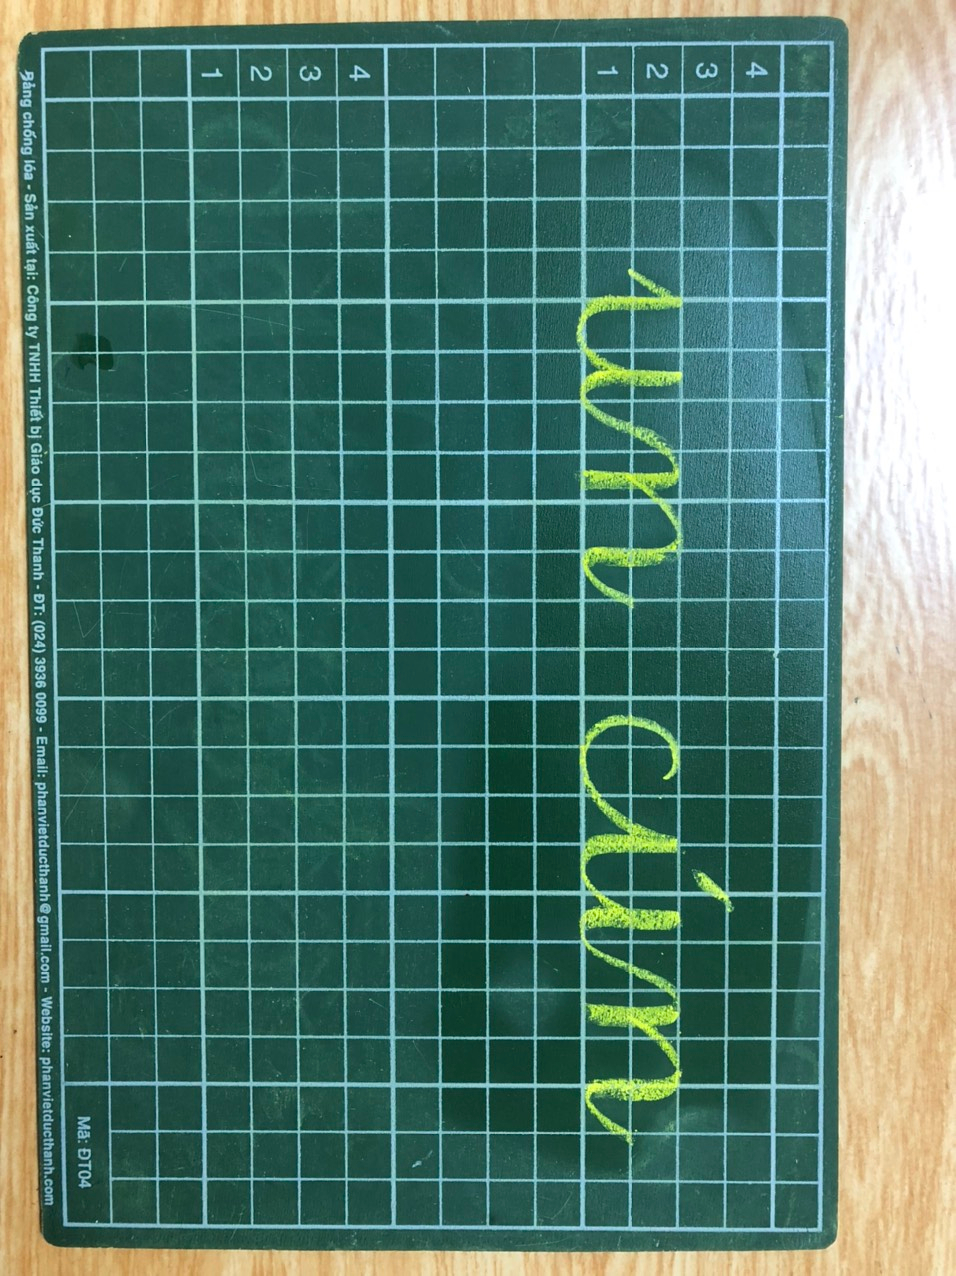 4
3
2
un cún
1
4
3
2
1
Mã: ĐT04
Bảng chống lóa - Sản xuất tại: Công ty TNHH Thiết bị Giáo dục Đức Thanh - ĐT: (024) 3936 0099 - Email: phanvietducthanh@gmail.com - Website: phanvietducthanh.com